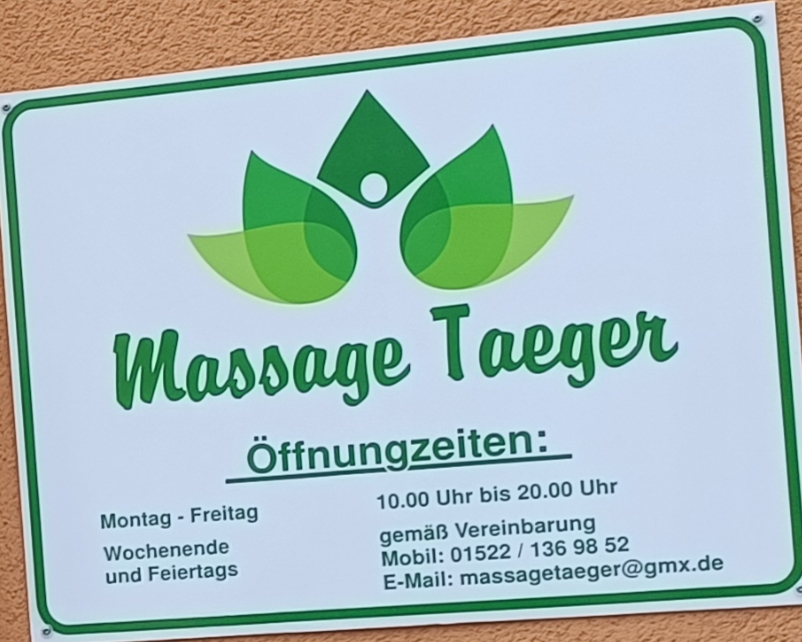 Massage Taeger
Öffnungzeiten:
Montag - Freitag 10.00 Uhr bis 20.00 Uhr
Wochenende gemäß Vereinbarung
und Feiertags Mobil: 01522 / 136 98 52
E-Mail: massagetaeger@gmx.de